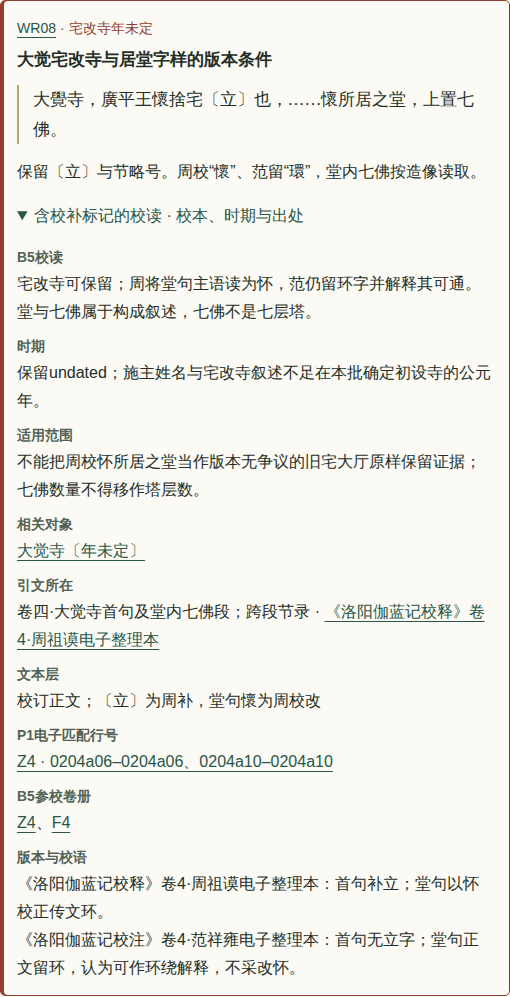 WR08 · 宅改寺年未定
大觉宅改寺与居堂字样的版本条件
大覺寺，廣平王懷捨宅〔立〕也，……懷所居之堂，上置七
佛。
保留〔立〕与节略号。周校“懷”、范留“環”，堂内七佛按造像读取。
▼ 含校补标记的校读 · 校本、时期与出处
B5校读
宅改寺可保留；周将堂句主语读为怀，范仍留环字并解释其可通。
堂与七佛属于构成叙述，七佛不是七层塔。
时期
保留undated；施主姓名与宅改寺叙述不足在本批确定初设寺的公元
年。
适用范围
不能把周校怀所居之堂当作版本无争议的旧宅大厅原样保留证据；
七佛数量不得移作塔层数。
相关对象
大觉寺〔年未定〕
引文所在
卷四·大觉寺首句及堂内七佛段；跨段节录 · 《洛阳伽蓝记校释》卷
4·周祖谟电子整理本
文本层
校订正文；〔立〕为周补，堂句懷为周校改
P1电子匹配行号
Z4 · 0204a06–0204a06、0204a10–0204a10
B5参校卷册
Z4、F4
版本与校语
《洛阳伽蓝记校释》卷4·周祖谟电子整理本：首句补立；堂句以怀
校正传文环。
《洛阳伽蓝记校注》卷4·范祥雍电子整理本：首句无立字；堂句正
文留环，认为可作环绕解释，不采改怀。